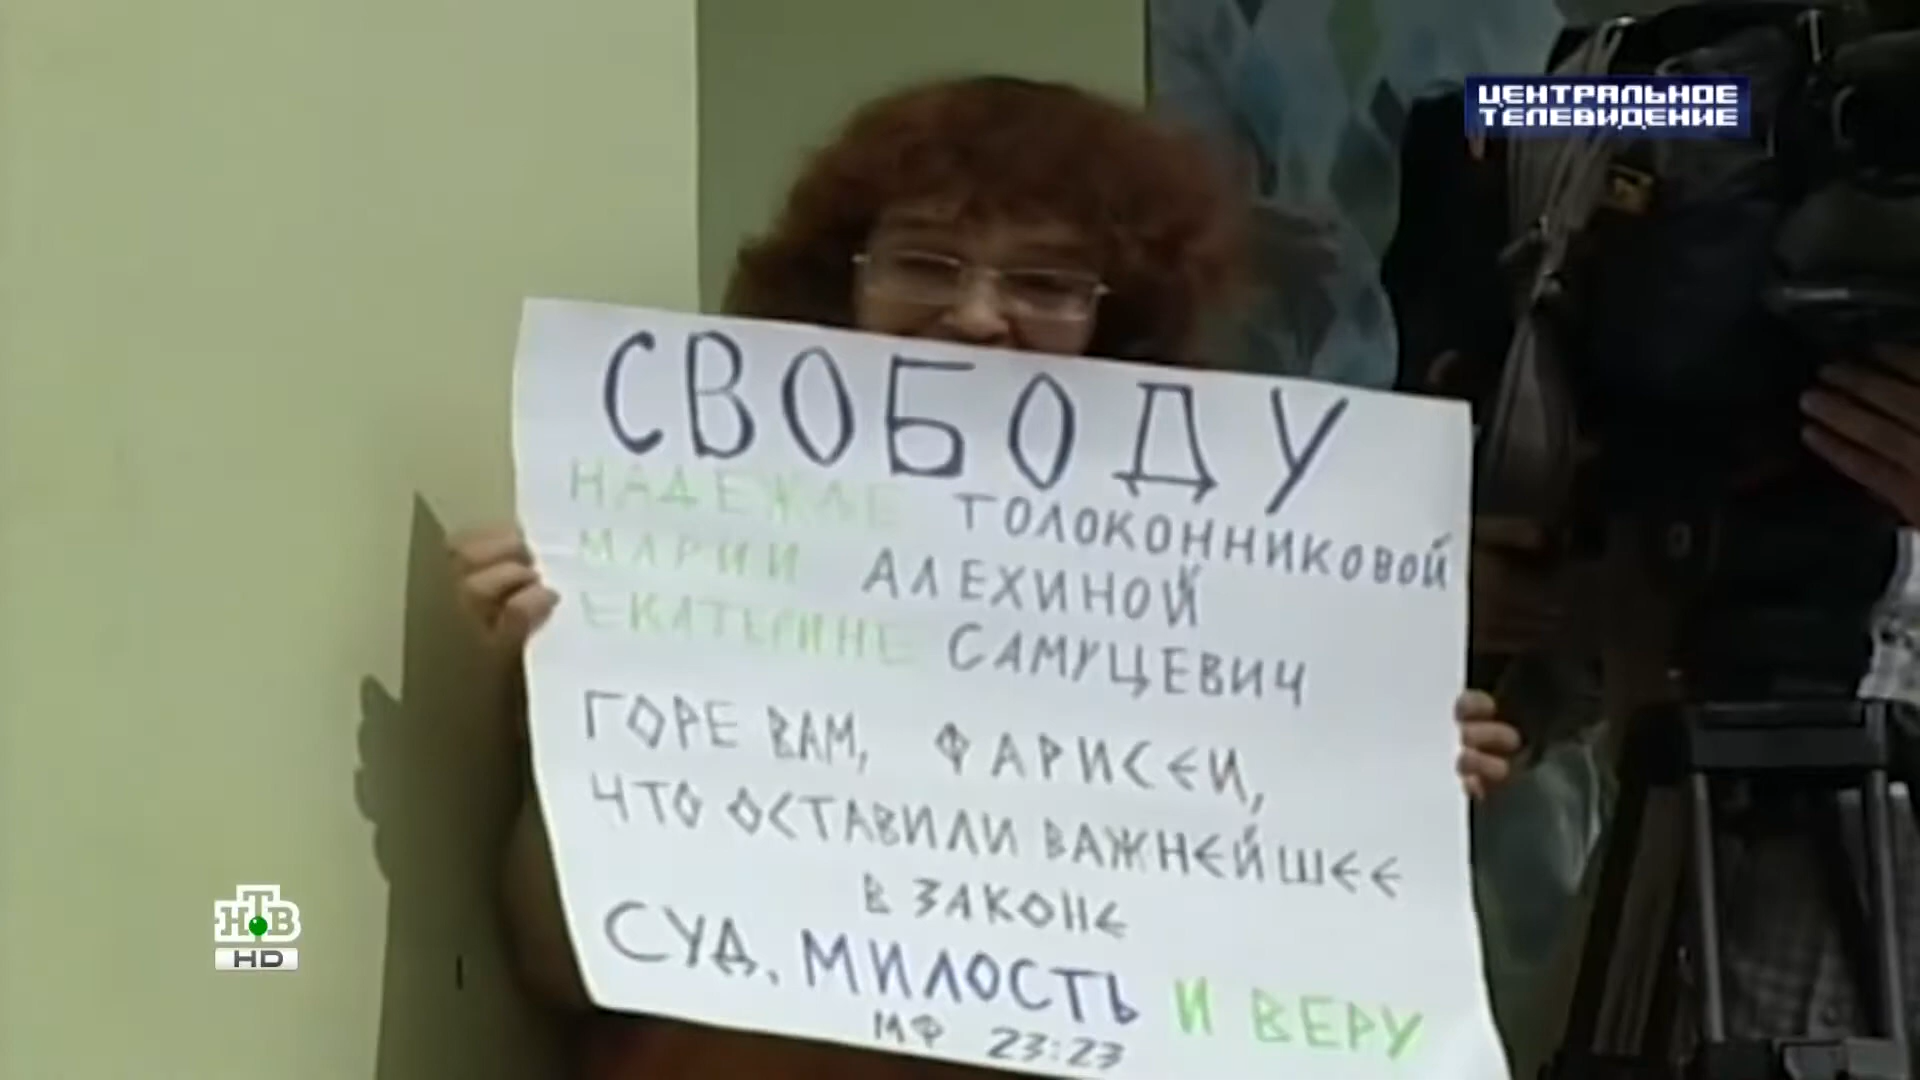 ЦЕНТРАЛЬНОЕ
ТЕЛЕВИДЕНИЕ
СВОБОДУ
НАДЕЖДЕ ТОЛОКОННИКОВОЙ
МАРИИ АЛЕХИНОЙ
ЕКАТЕРИНЕ САМУЦЕВИЧ
ГОРЕ ВАМ, ФАРИСЕИ,
ЧТО ОСТАВИЛИ ВАЖНЕЙШЕЕ
В ЗАКОНЕ
СУД, МИЛОСТЬ И ВЕРУ
МФ 23:23
НТВ
HD